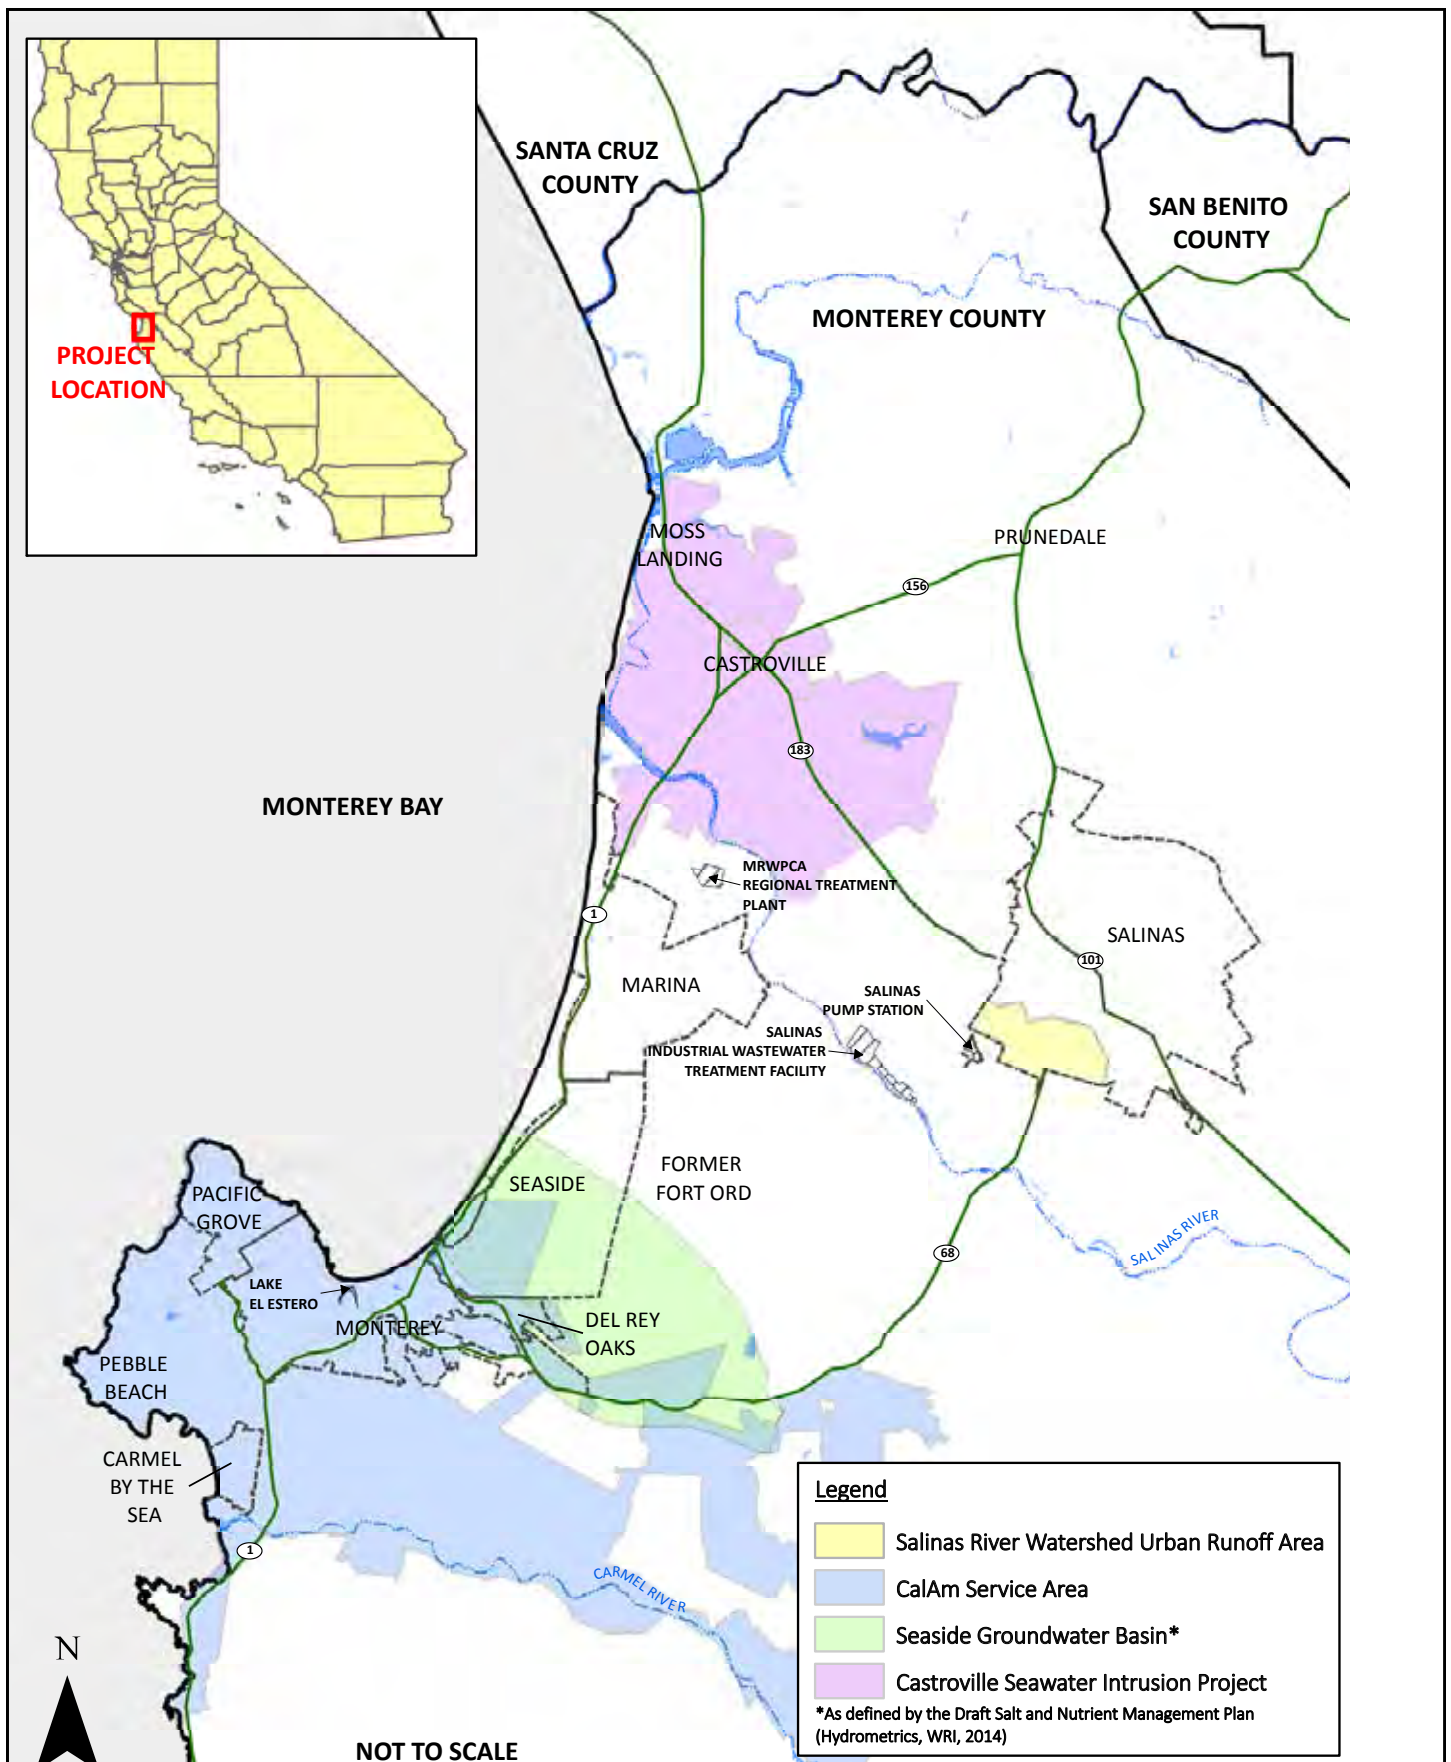 SANTA CRUZ
COUNTY
SAN BENITO
COUNTY
MONTEREY COUNTY
PROJECT
LOCATION
MOSS
LANDING
PRUNEDALE
156
CASTROVILLE
183
MONTEREY BAY
MRWPCA
REGIONAL TREATMENT
PLANT
1
SALINAS
101
MARINA
SALINAS
PUMP STATION
SALINAS
INDUSTRIAL WASTEWATER
TREATMENT FACILITY
FORMER
FORT ORD
SEASIDE
PACIFIC
GROVE
SALINAS RIVER
68
LAKE
EL ESTERO
MONTEREY
DEL REY
OAKS
PEBBLE
BEACH
CARMEL
BY THE
SEA
1
CARMEL RIVER
N
NOT TO SCALE
Legend
Salinas River Watershed Urban Runoff Area
CalAm Service Area
Seaside Groundwater Basin*
Castroville Seawater Intrusion Project
*As defined by the Draft Salt and Nutrient Management Plan
(Hydrometrics, WRI, 2014)